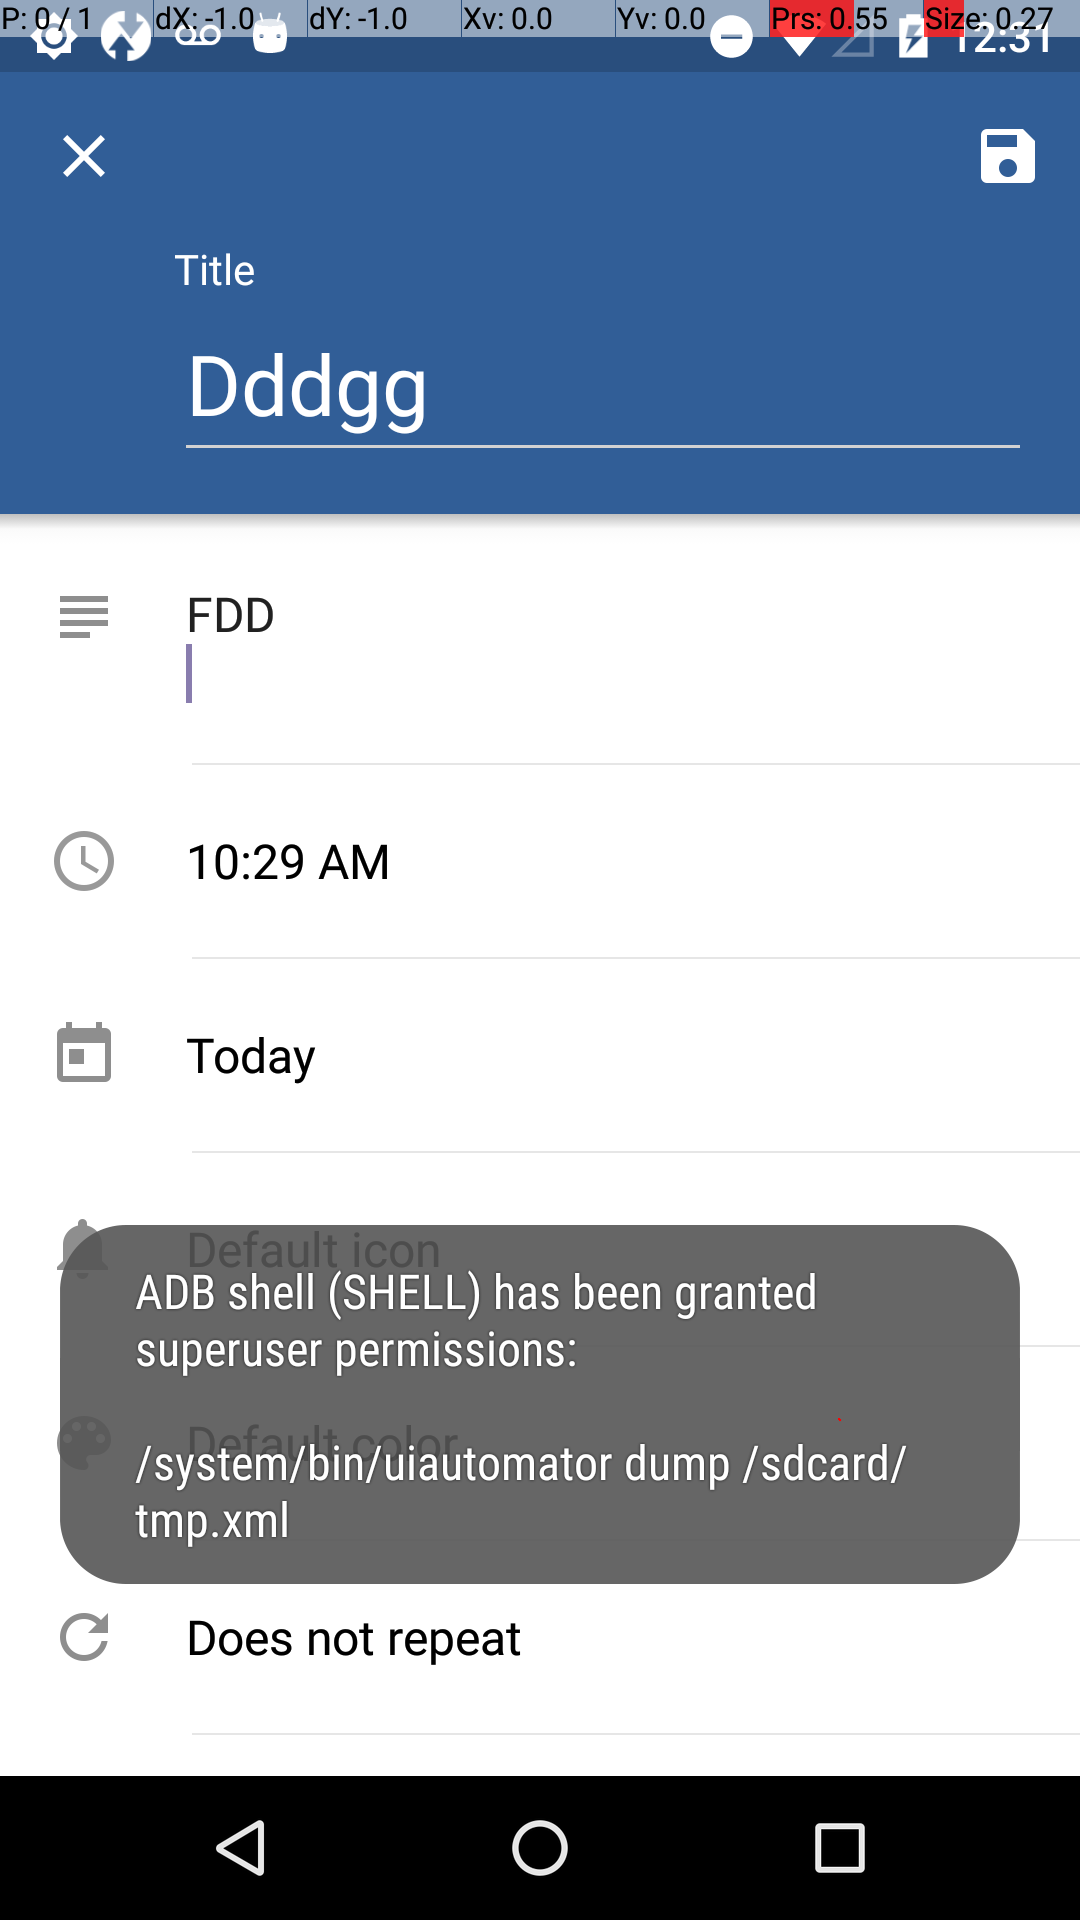 P: 0 / 1 dX: -1.0 dY: -1.0 Xv: 0.0 Yv: 0.0 Prs: 0.55 Size: 0.27
12:31
Title
Dddgg
FDD
10:29 AM
Today
Default icon
ADB shell (SHELL) has been granted
superuser permissions:
Default color
/system/bin/uiautomator dump /sdcard/
tmp.xml
Does not repeat